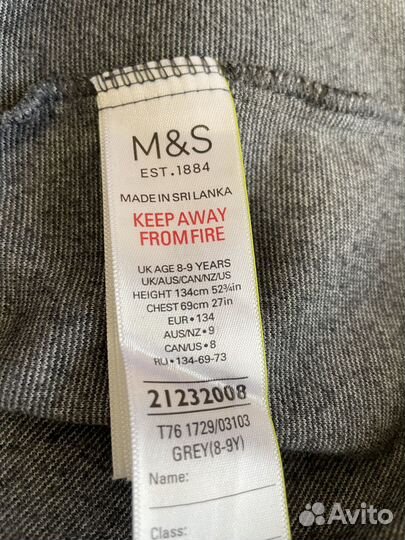 M&S
EST. 1884
MADE IN SRI LANKA
KEEP AWAY
FROM FIRE
UK AGE 8-9 YEARS
UK/AUS/CAN/NZ/US
HEIGHT 134cm 52¾in
CHEST 69cm 27in
EUR • 134
AUS/NZ • 9
CAN/US • 8
RU • 134-69-73
21232008
T76 1729/03103
GREY(8-9Y)
Name:
Class:
Avito